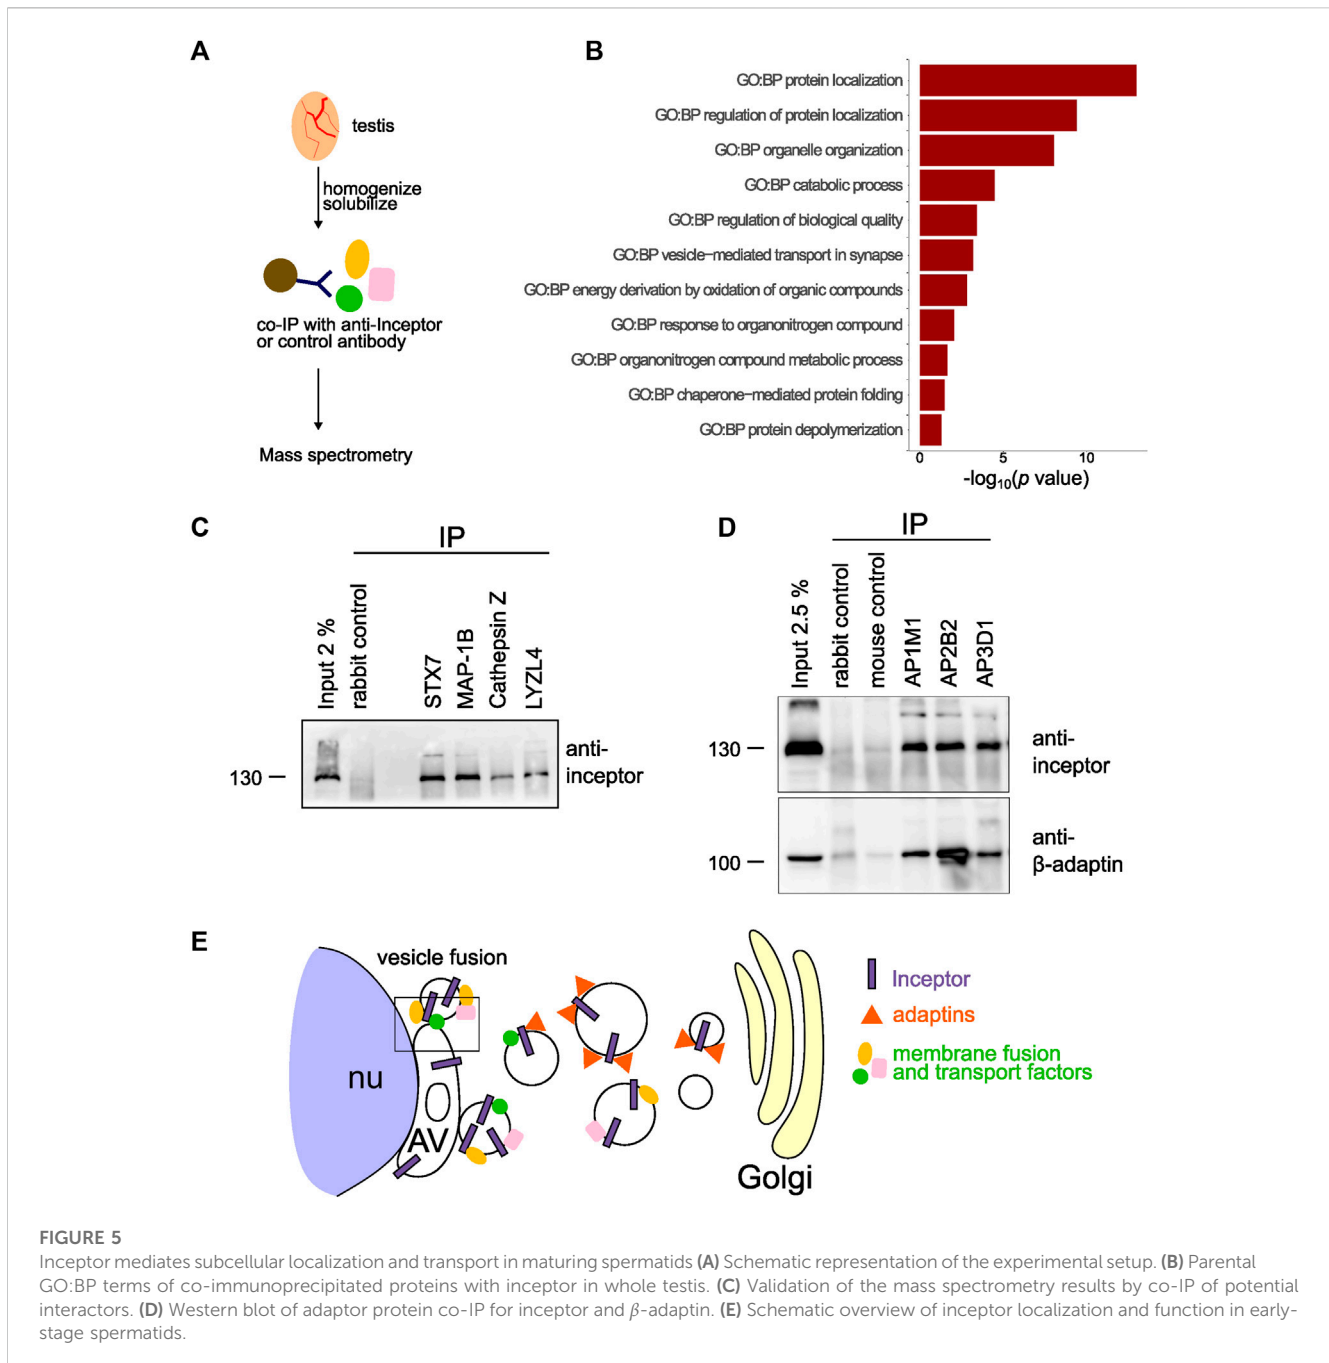 A
testis
homogenize
solubilize
co-IP with anti-Inceptor
or control antibody
Mass spectrometry
B
GO:BP protein localization
GO:BP regulation of protein localization
GO:BP organelle organization
GO:BP catabolic process
GO:BP regulation of biological quality
GO:BP vesicle−mediated transport in synapse
GO:BP energy derivation by oxidation of organic compounds
GO:BP response to organonitrogen compound
GO:BP organonitrogen compound metabolic process
GO:BP chaperone−mediated protein folding
GO:BP protein depolymerization
0 5 10
-log₁₀(p value)
C
IP
Input 2 %
rabbit control
STX7
MAP-1B
Cathepsin Z
LYZL4
130
anti-
inceptor
D
IP
Input 2.5 %
rabbit control
mouse control
AP1M1
AP2B2
AP3D1
130
anti-
inceptor
100
anti-
β-adaptin
E
vesicle fusion
nu
AV
Golgi
Inceptor
adaptins
membrane fusion
and transport factors
FIGURE 5
Inceptor mediates subcellular localization and transport in maturing spermatids (A) Schematic representation of the experimental setup. (B) Parental
GO:BP terms of co-immunoprecipitated proteins with inceptor in whole testis. (C) Validation of the mass spectrometry results by co-IP of potential
interactors. (D) Western blot of adaptor protein co-IP for inceptor and β-adaptin. (E) Schematic overview of inceptor localization and function in early-
stage spermatids.